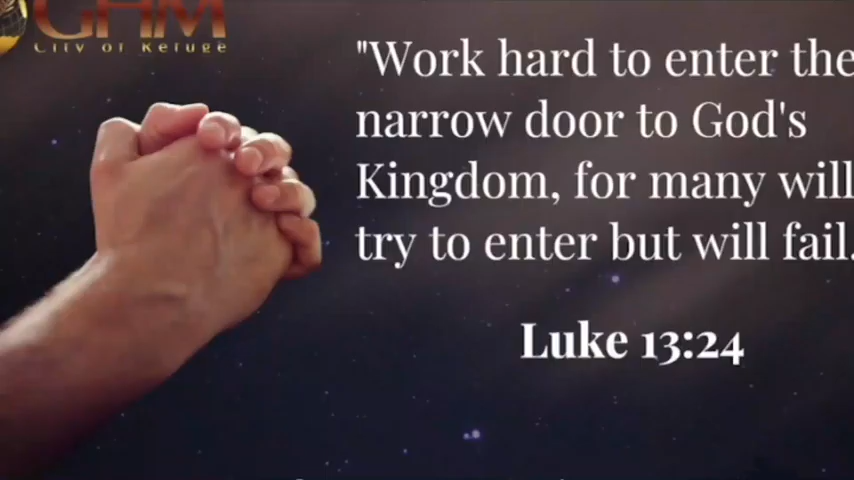 GHM
City of Refuge
"Work hard to enter the
narrow door to God's
Kingdom, for many will
try to enter but will fail.
Luke 13:24